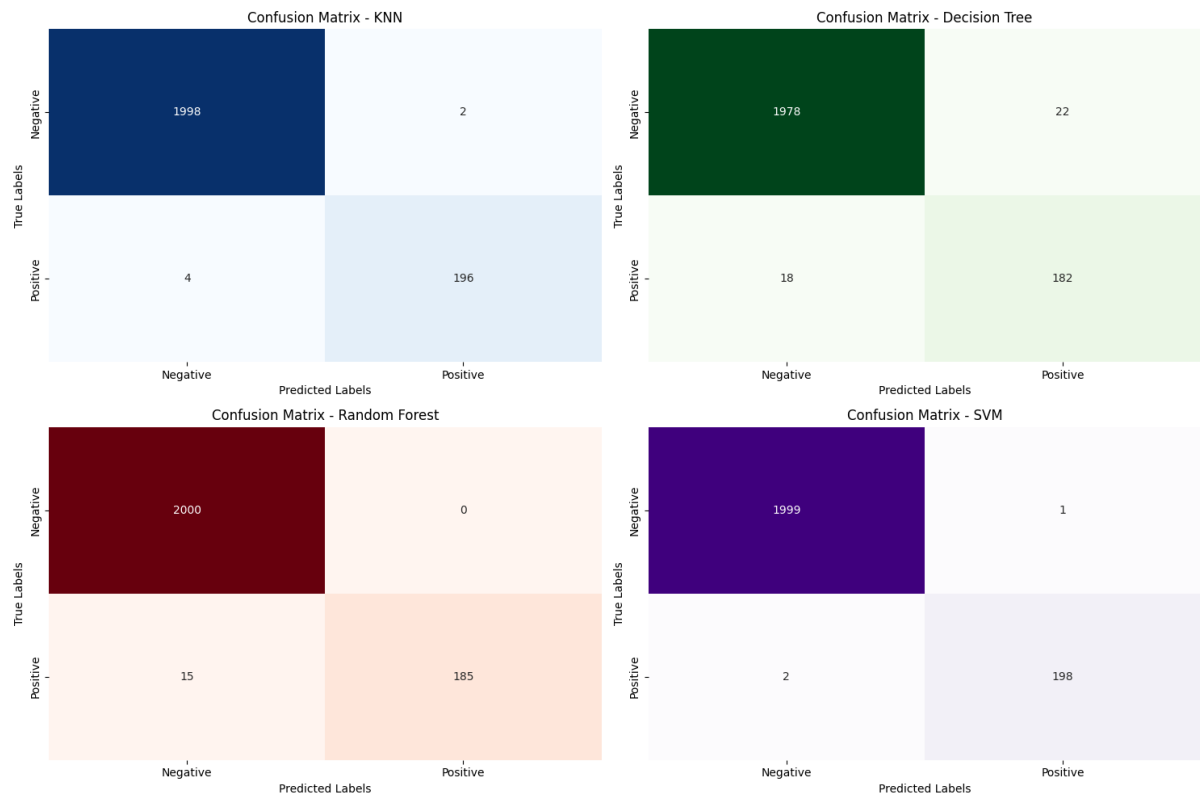 Confusion Matrix - KNN
True Labels
Negative
1998
2
Positive
4
196
Negative
Positive
Predicted Labels
Confusion Matrix - Decision Tree
True Labels
Negative
1978
22
Positive
18
182
Negative
Positive
Predicted Labels
Confusion Matrix - Random Forest
True Labels
Negative
2000
0
Positive
15
185
Negative
Positive
Predicted Labels
Confusion Matrix - SVM
True Labels
Negative
1999
1
Positive
2
198
Negative
Positive
Predicted Labels